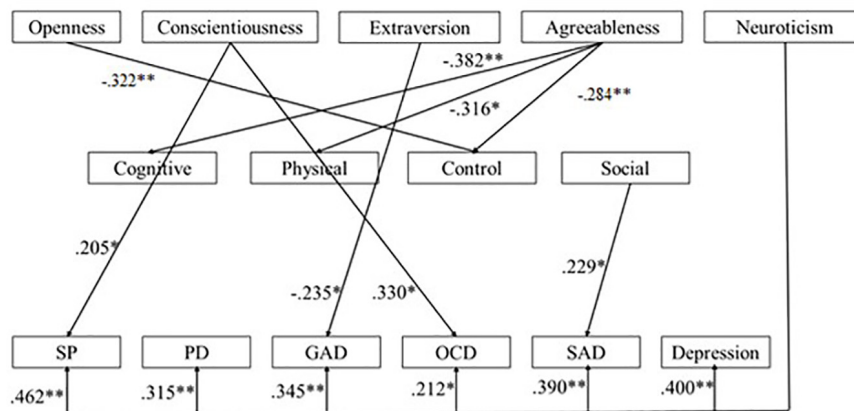 Openness Conscientiousness Extraversion Agreeableness Neuroticism
-.382**
-.322**
-.316* -.284**
Cognitive Physical Control Social
.205*
.229*
-.235* .330*
SP PD GAD OCD SAD Depression
.462** .315** .345** .212* .390** .400**